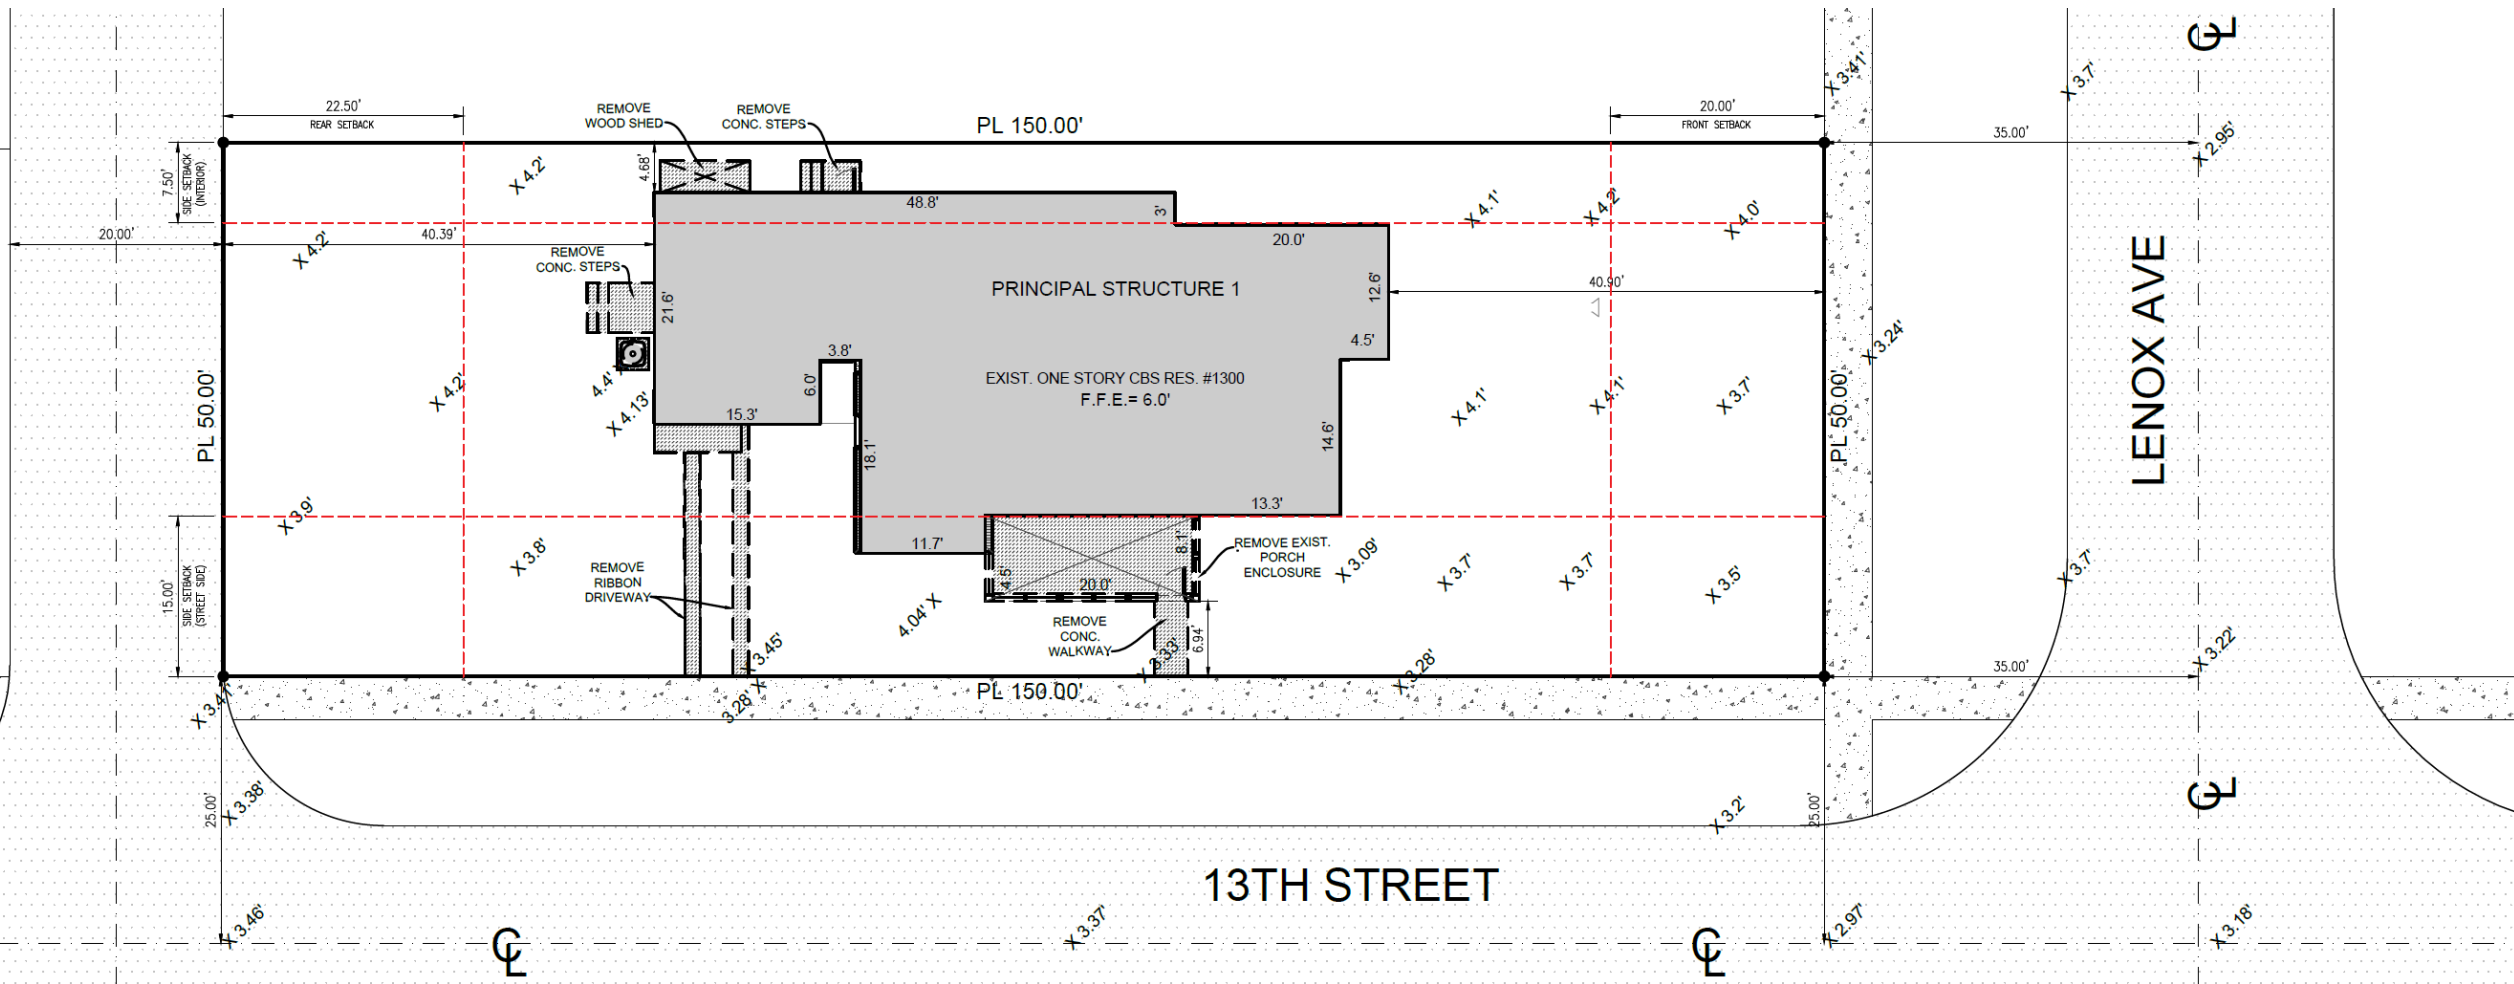 22.50'
REAR SETBACK
REMOVE
WOOD SHED
REMOVE
CONC. STEPS
PL 150.00'
20.00'
FRONT SETBACK
X 3.41'
X 3.7'
℄
35.00'
X 2.95'
7.50'
SIDE SETBACK
(INTERIOR)
X 4.2'
4.68'
48.8'
3'
20.0'
X 4.1'
X 4.2'
X 4.0'
20.00'
X 4.2'
40.39'
REMOVE
CONC. STEPS
21.6'
PRINCIPAL STRUCTURE 1
12.6'
40.90'
LENOX AVE
X 3.24'
3.8'
4.5'
6.0'
EXIST. ONE STORY CBS RES. #1300
F.F.E.= 6.0'
PL 50.00'
X 4.2'
4.4' X
X 4.13'
15.3'
18.1'
14.6'
X 4.1'
X 4.1'
X 3.7'
PL 50.00'
X 3.9'
X 3.8'
13.3'
11.7'
8.1'
4.5'
20.0'
REMOVE EXIST.
PORCH
ENCLOSURE
X 3.09'
X 3.7'
X 3.7'
X 3.5'
X 3.7'
15.00'
SIDE SETBACK
(STREET SIDE)
REMOVE
RIBBON
DRIVEWAY
4.04' X
REMOVE
CONC.
WALKWAY
6.94'
X 3.45'
X 3.33'
X 3.28'
35.00'
X 3.22'
X 3.41'
3.28' X
PL 150.00'
25.00'
X 3.38'
X 3.2'
25.00'
℄
13TH STREET
X 3.46'
℄
X 3.37'
℄
X 2.97'
X 3.18'